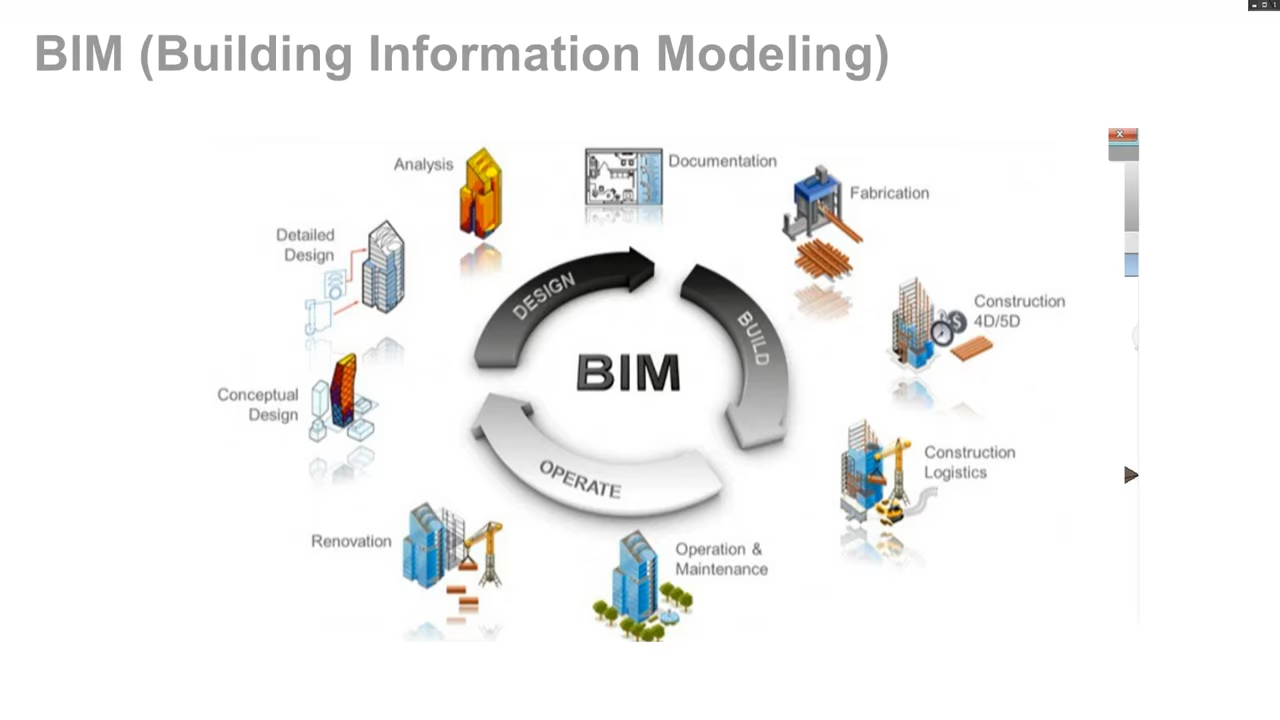 BIM (Building Information Modeling)
Analysis
Documentation
Fabrication
Detailed
Design
Construction
4D/5D
Conceptual
Design
Construction
Logistics
Renovation
Operation &
Maintenance
DESIGN
BUILD
OPERATE
BIM
$
X